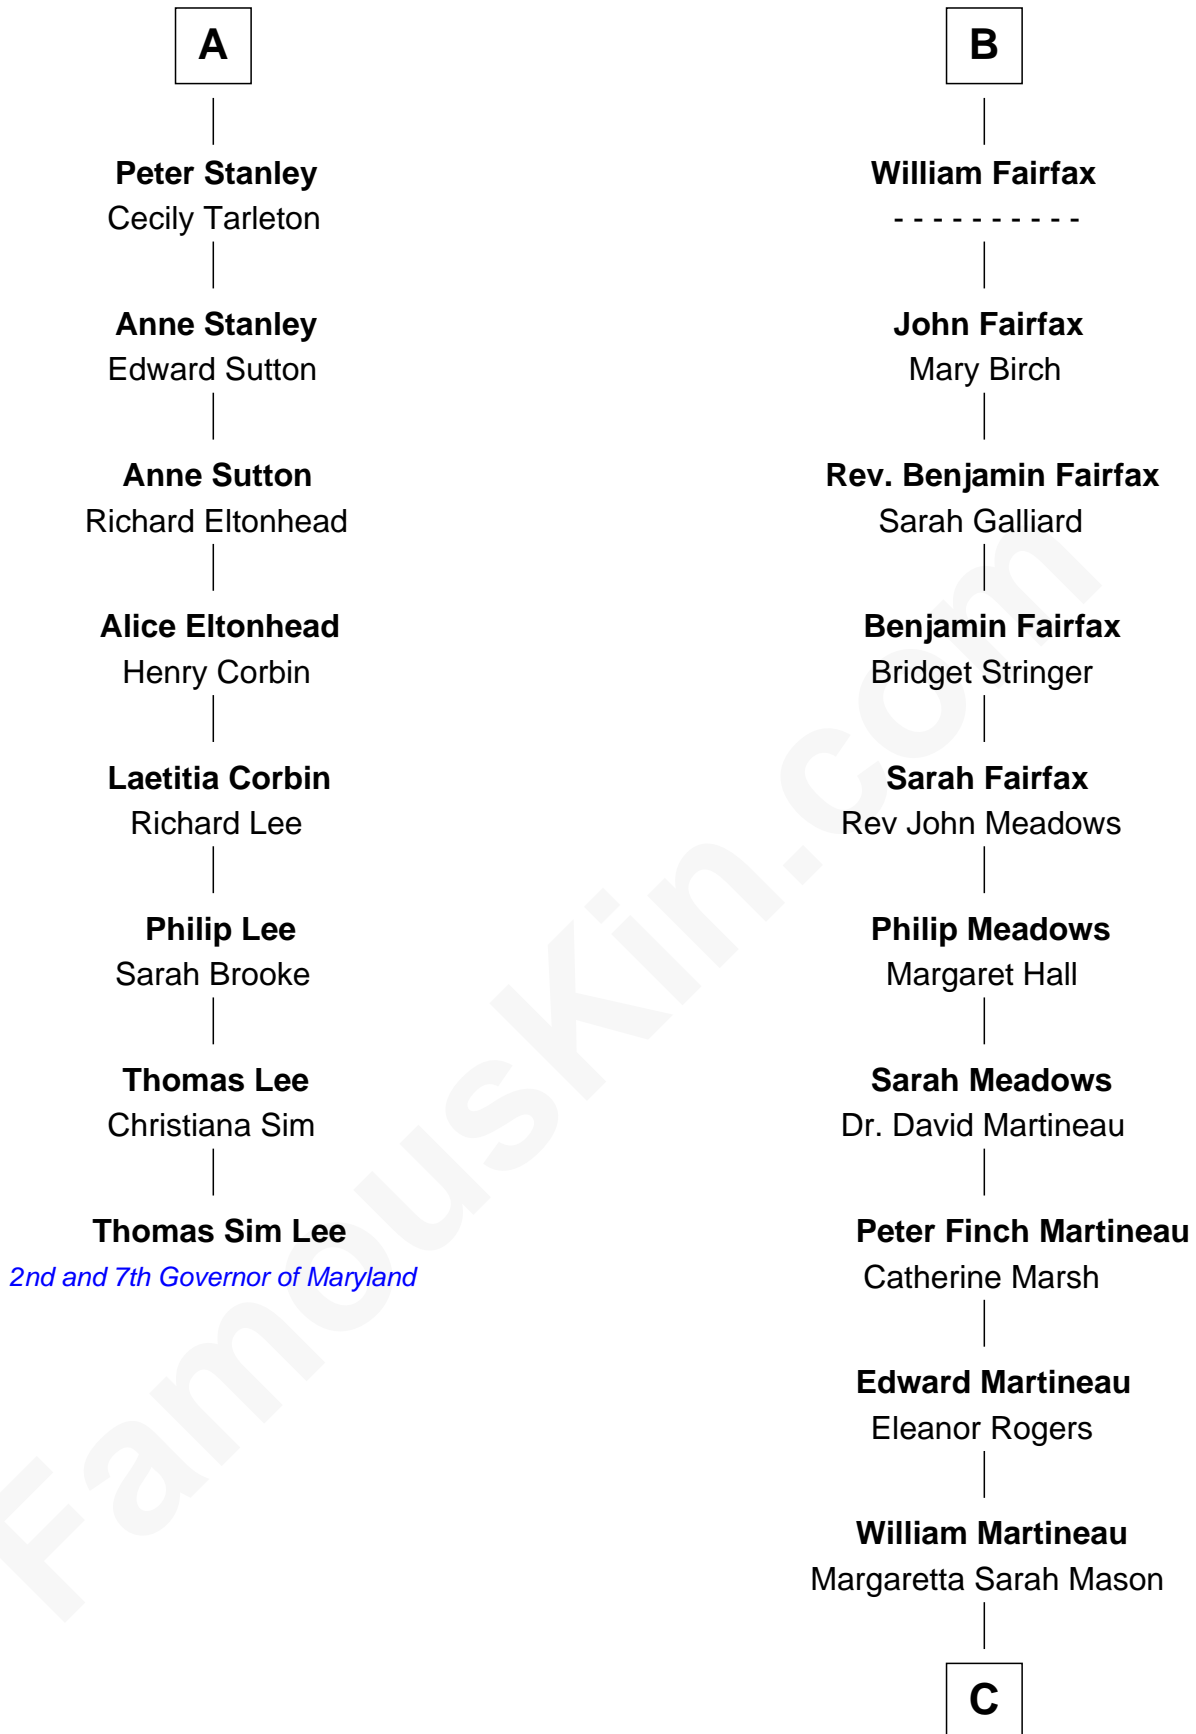 A
Peter Stanley
Cecily Tarleton
Anne Stanley
Edward Sutton
Anne Sutton
Richard Eltonhead
Alice Eltonhead
Henry Corbin
Laetitia Corbin
Richard Lee
Philip Lee
Sarah Brooke
Thomas Lee
Christiana Sim
Thomas Sim Lee
2nd and 7th Governor of Maryland
B
William Fairfax
- - - - - - - - - -
John Fairfax
Mary Birch
Rev. Benjamin Fairfax
Sarah Galliard
Benjamin Fairfax
Bridget Stringer
Sarah Fairfax
Rev John Meadows
Philip Meadows
Margaret Hall
Sarah Meadows
Dr. David Martineau
Peter Finch Martineau
Catherine Marsh
Edward Martineau
Eleanor Rogers
William Martineau
Margaretta Sarah Mason
C
FamousKin.com